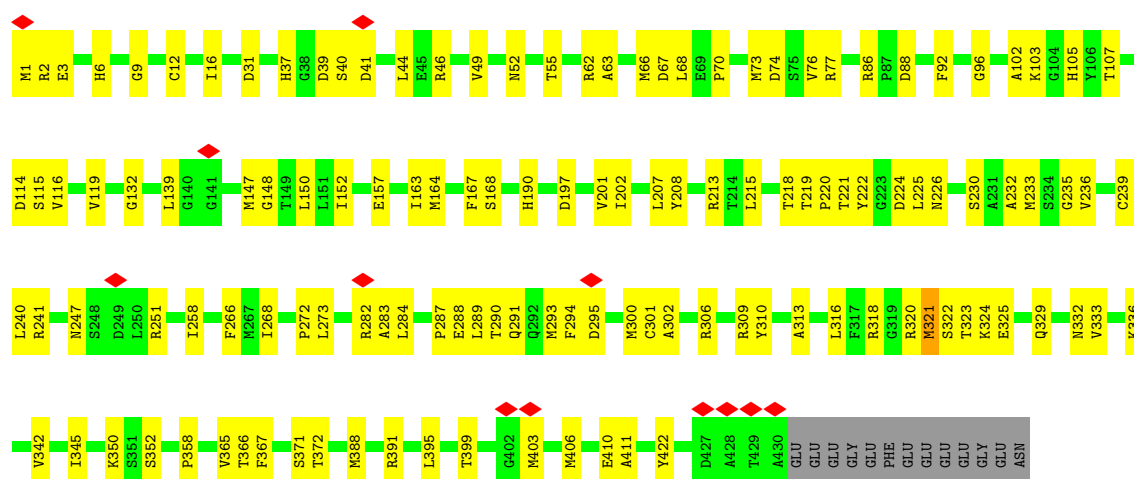 M1 R2 E3 H6 G9 C12 I16 D31 H37 G38 D39 S40 D41 L44 E45 R46 V49 N52 T55 R62 A63 M66 D67 L68 E69 P70 M73 D74 S75 V76 R77 R86 P87 D88 F92 G96 A102 K103 G104 H105 Y106 T107
D114 S115 V116 V119 G132 L139 G140 G141 M147 G148 T149 L150 L151 I152 E157 I163 M164 F167 S168 H190 D197 V201 I202 L207 Y208 R213 T214 L215 T218 T219 P220 T221 Y222 G223 D224 L225 N226 S230 A231 A232 M233 S234 G235 V236 C239
L240 R241 N247 S248 D249 L250 R251 I258 F266 M267 I268 P272 L273 R282 A283 L284 P287 E288 L289 T290 Q291 Q292 M293 F294 D295 M300 C301 A302 R306 R309 Y310 A313 L316 F317 R318 G319 R320 M321 S322 T323 K324 E325 Q329 N332 V333 K336
V342 I345 K350 S351 S352 P358 V365 T366 F367 S371 T372 M388 R391 L395 T399 G402 M403 M406 E410 A411 Y422 D427 A428 T429 A430 GLU GLU GLU GLY GLU PHE GLU GLU GLU GLU GLY GLU ASN